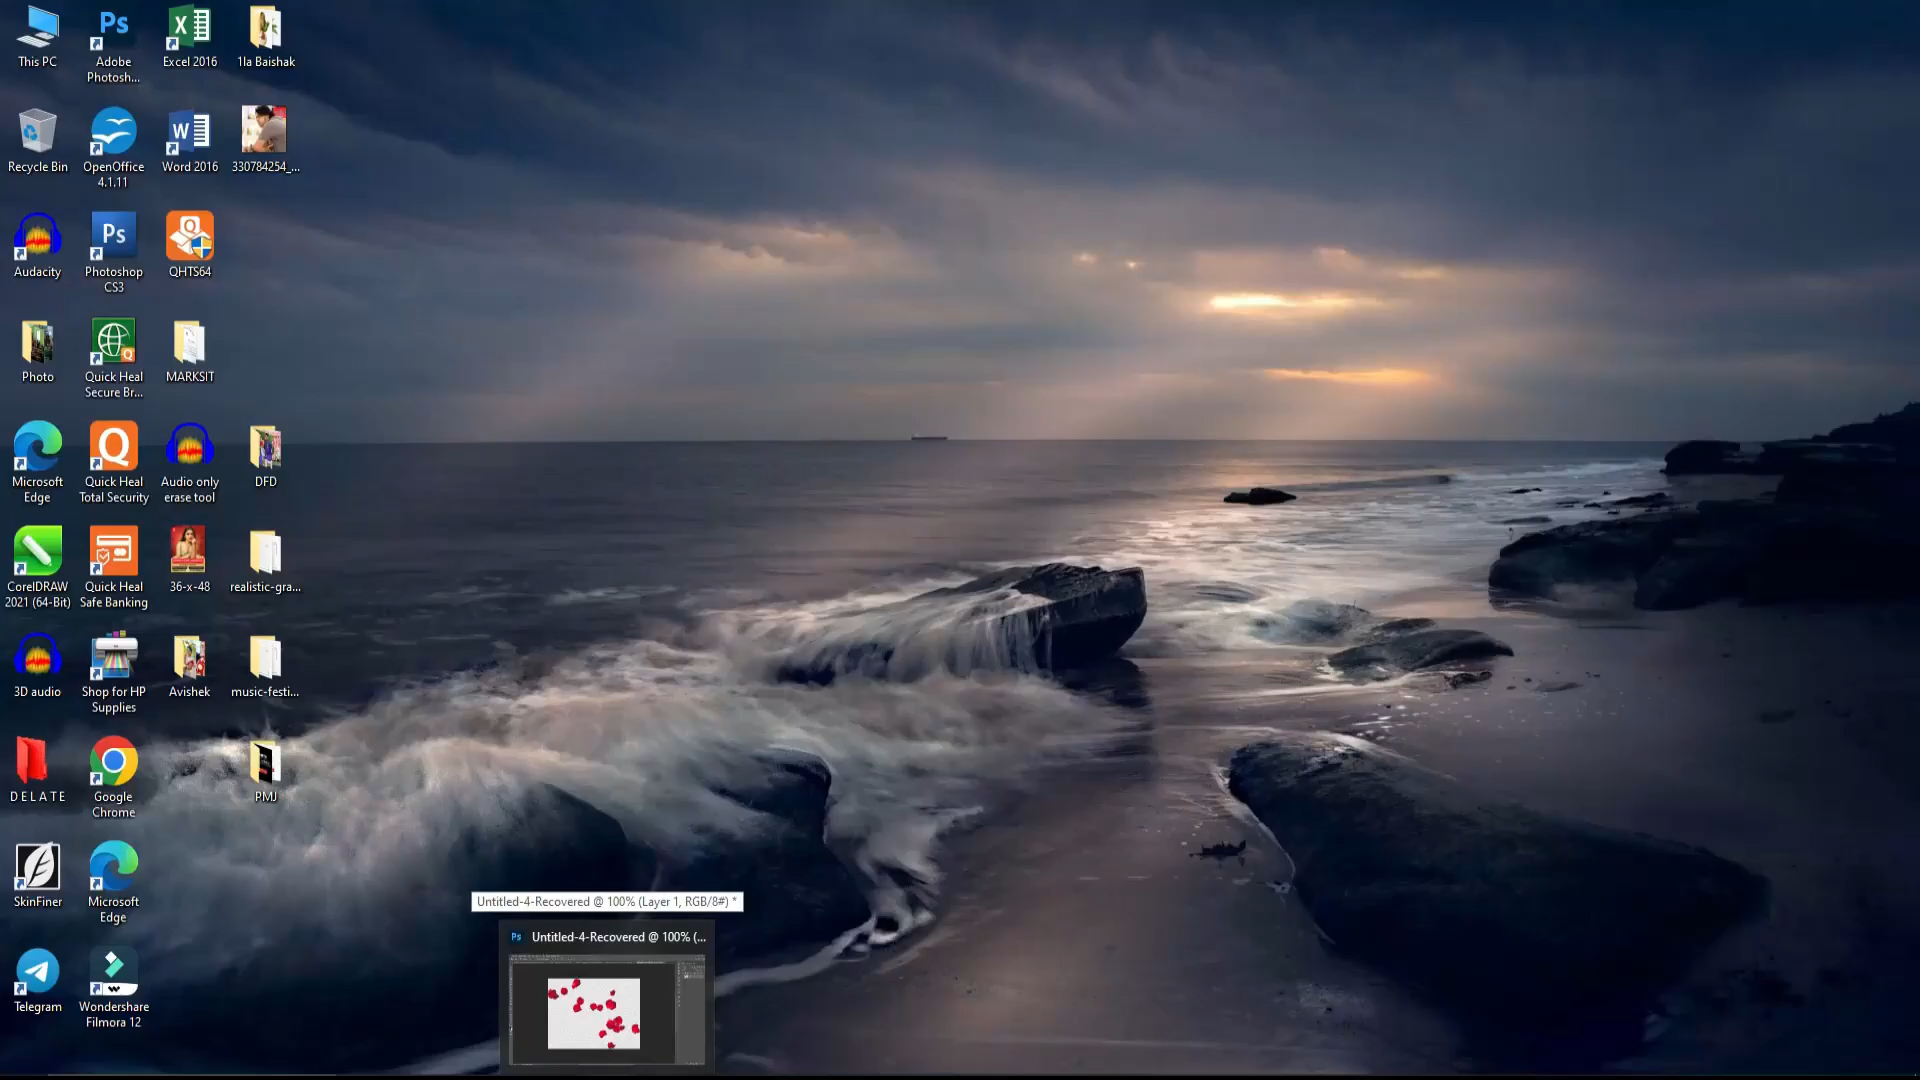 This PC
Adobe
Photosh...
Excel 2016
1la Baishak
Recycle Bin
OpenOffice
4.1.11
Word 2016
330784254_...
Audacity
Photoshop
CS3
QHTS64
Photo
Quick Heal
Secure Br...
MARKSIT
Microsoft
Edge
Quick Heal
Total Security
Audio only
erase tool
DFD
CorelDRAW
2021 (64-Bit)
Quick Heal
Safe Banking
36-x-48
realistic-gra...
3D audio
Shop for HP
Supplies
Avishek
music-festi...
D E L A T E
Google
Chrome
PMJ
SkinFiner
Microsoft
Edge
Telegram
Wondershare
Filmora 12
Untitled-4-Recovered @ 100% (Layer 1, RGB/8#) *
Ps Untitled-4-Recovered @ 100% (...